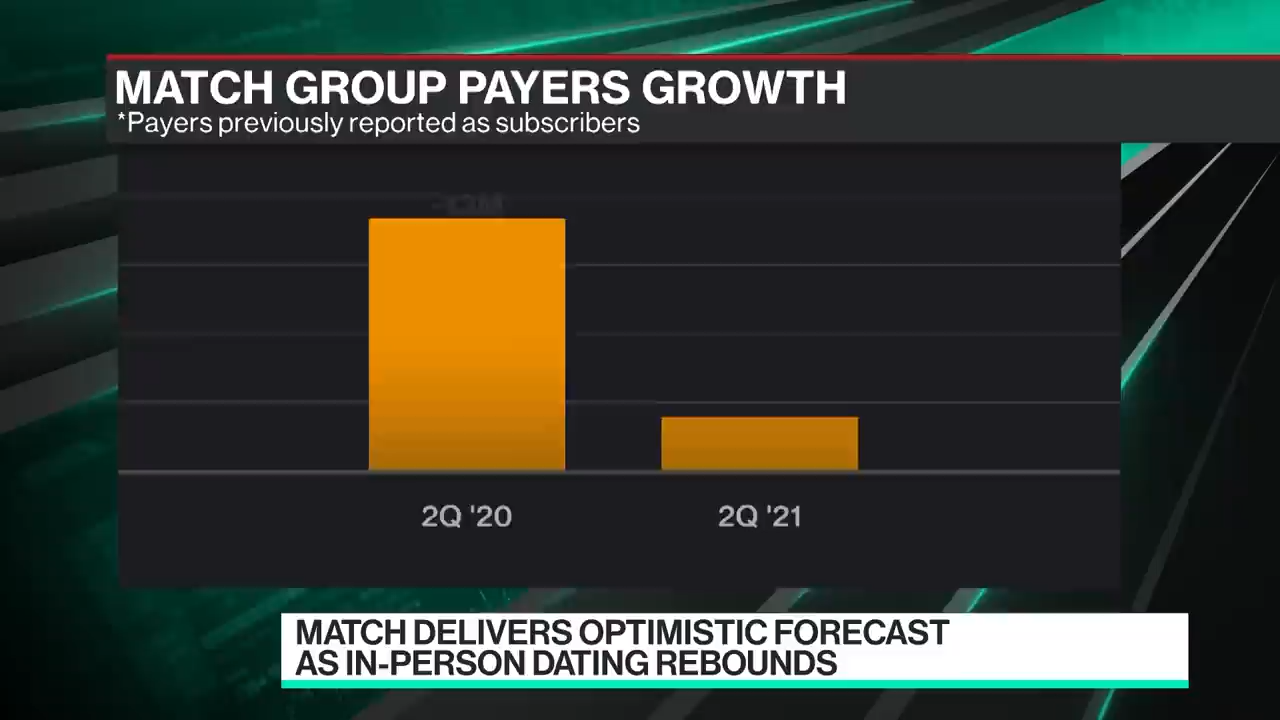 MATCH GROUP PAYERS GROWTH
*Payers previously reported as subscribers
2Q '20
2Q '21
MATCH DELIVERS OPTIMISTIC FORECAST
AS IN-PERSON DATING REBOUNDS